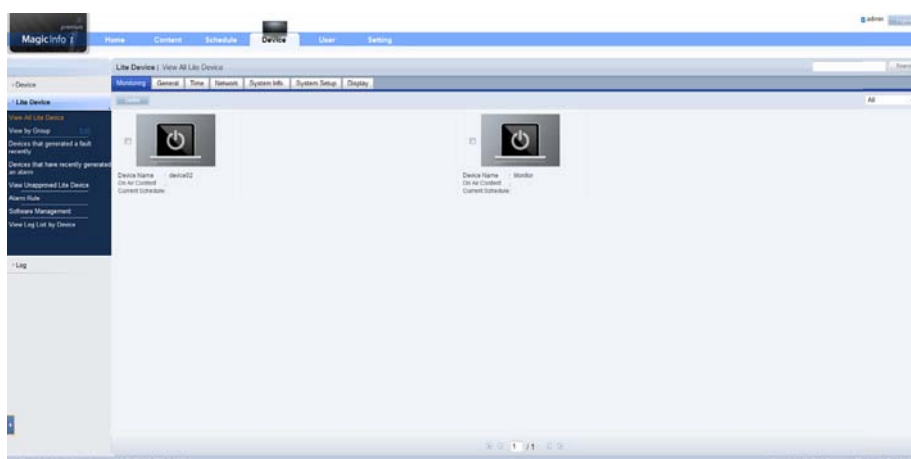 admin
premium
MagicInfo i
Home Content Schedule Device User Setting
Lite Device | View All Lite Device
Monitoring General Time Network System Info. System Setup Display
Device
Lite Device
All
View All Lite Device
View by Group
Devices that generated a fault recently
Devices that have recently generated an alarm
View Unapproved Lite Device
Alarm Rule
Software Management
View Log List by Device
Log
Device Name : device02
On Air Content :
Current Schedule :
Device Name : Monitor
On Air Content :
Current Schedule :
1 / 1